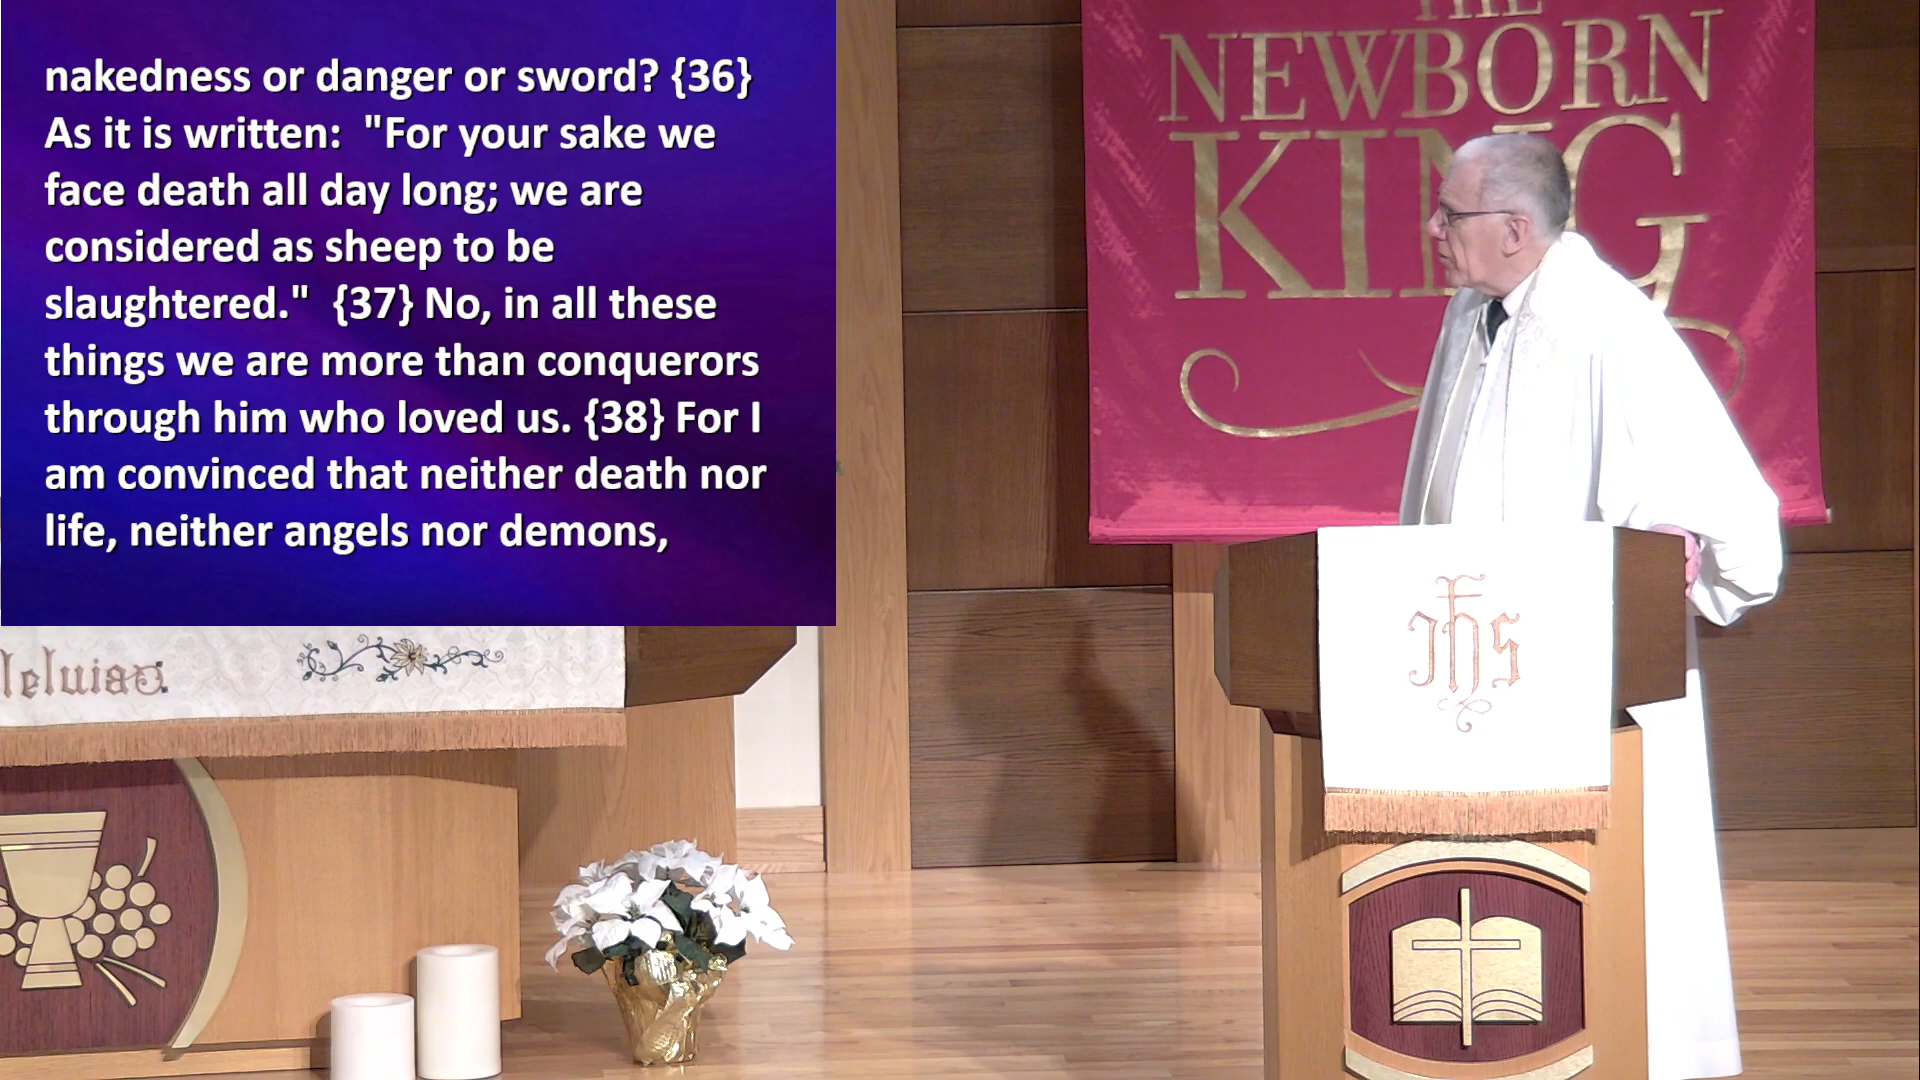 nakedness or danger or sword? {36}
As it is written:  "For your sake we
face death all day long; we are
considered as sheep to be
slaughtered."  {37} No, in all these
things we are more than conquerors
through him who loved us. {38} For I
am convinced that neither death nor
life, neither angels nor demons,
THE
NEWBORN
KING
leluia
jhs